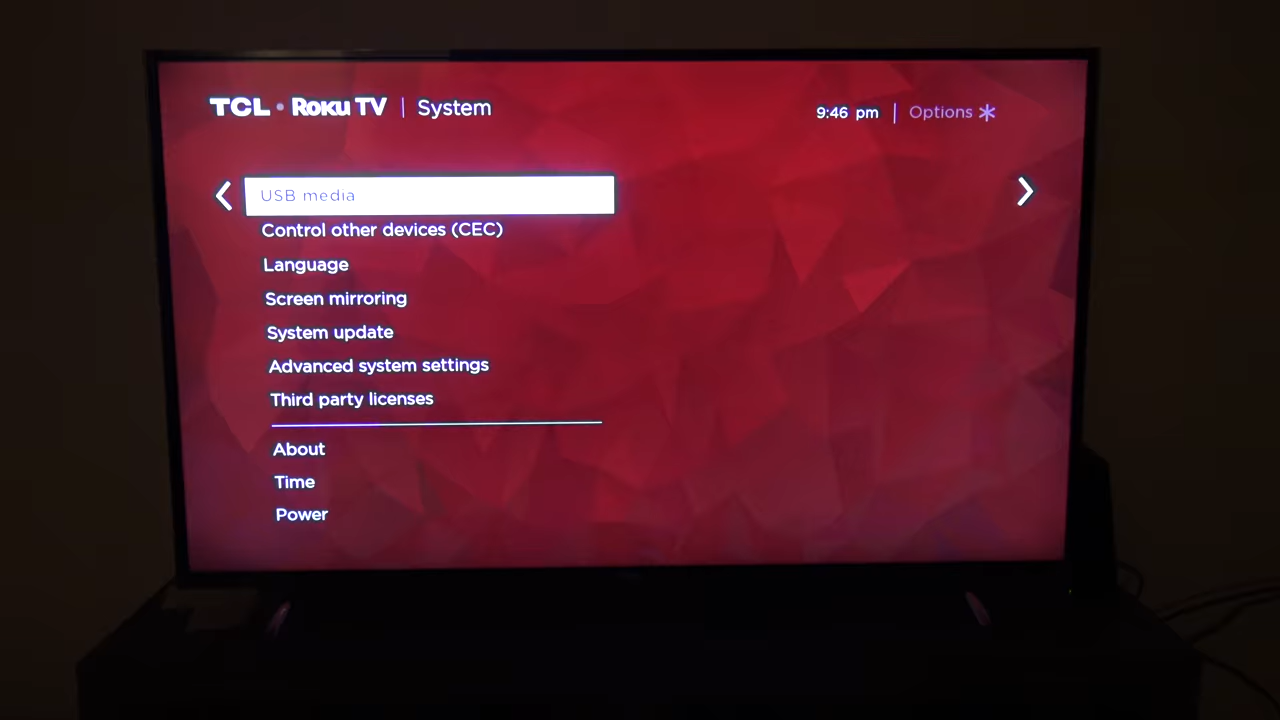 TCL • Roku TV | System
9:46 pm | Options
USB media
Control other devices (CEC)
Language
Screen mirroring
System update
Advanced system settings
Third party licenses
About
Time
Power